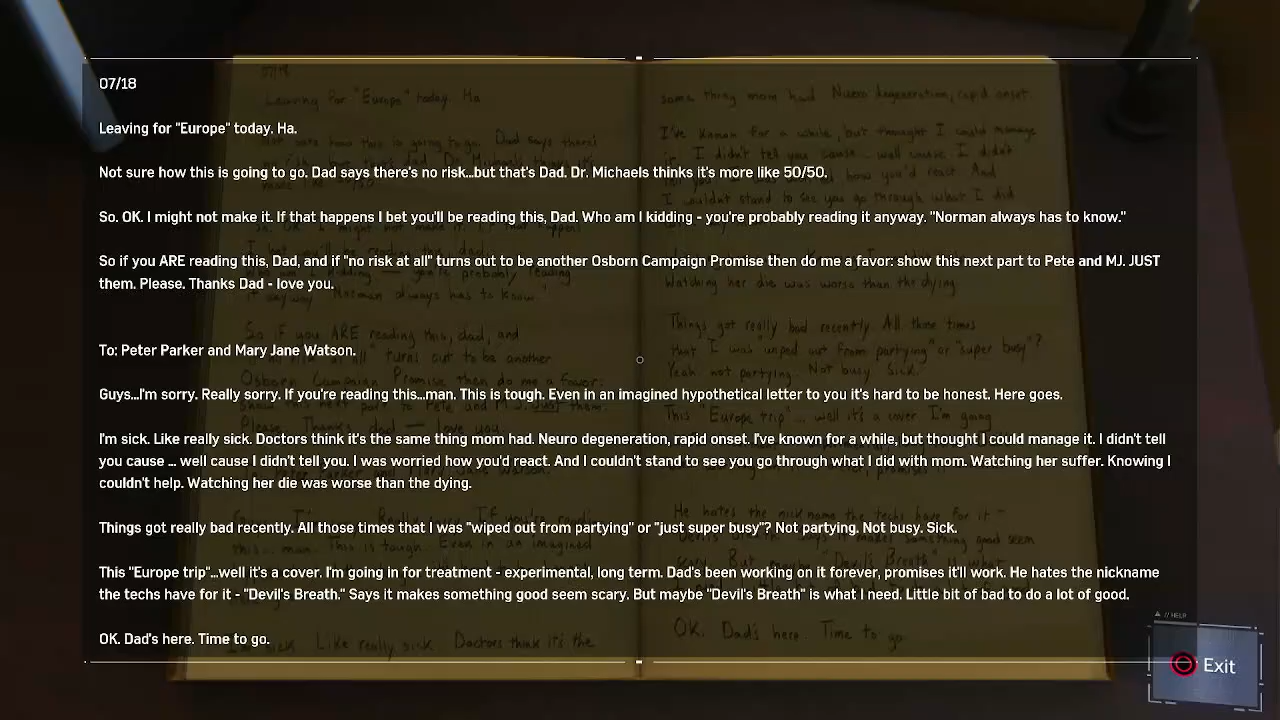 07/18
Leaving for "Europe" today. Ha.
Not sure how this is going to go. Dad says there's no risk...but that's Dad. Dr. Michaels thinks it's more like 50/50.
So. OK. I might not make it. If that happens I bet you'll be reading this, Dad. Who am I kidding - you're probably reading it anyway. "Norman always has to know."
So if you ARE reading this, Dad, and if "no risk at all" turns out to be another Osborn Campaign Promise then do me a favor: show this next part to Pete and MJ. JUST
them. Please. Thanks Dad - love you.
To: Peter Parker and Mary Jane Watson.
Guys...I'm sorry. Really sorry. If you're reading this...man. This is tough. Even in an imagined hypothetical letter to you it's hard to be honest. Here goes.
I'm sick. Like really sick. Doctors think it's the same thing mom had. Neuro degeneration, rapid onset. I've known for a while, but thought I could manage it. I didn't tell
you cause ... well cause I didn't tell you. I was worried how you'd react. And I couldn't stand to see you go through what I did with mom. Watching her suffer. Knowing I
couldn't help. Watching her die was worse than the dying.
Things got really bad recently. All those times that I was "wiped out from partying" or "just super busy"? Not partying. Not busy. Sick.
This "Europe trip"...well it's a cover. I'm going in for treatment - experimental, long term. Dad's been working on it forever, promises it'll work. He hates the nickname
the techs have for it - "Devil's Breath." Says it makes something good seem scary. But maybe "Devil's Breath" is what I need. Little bit of bad to do a lot of good.
OK. Dad's here. Time to go.
// HELP
Exit